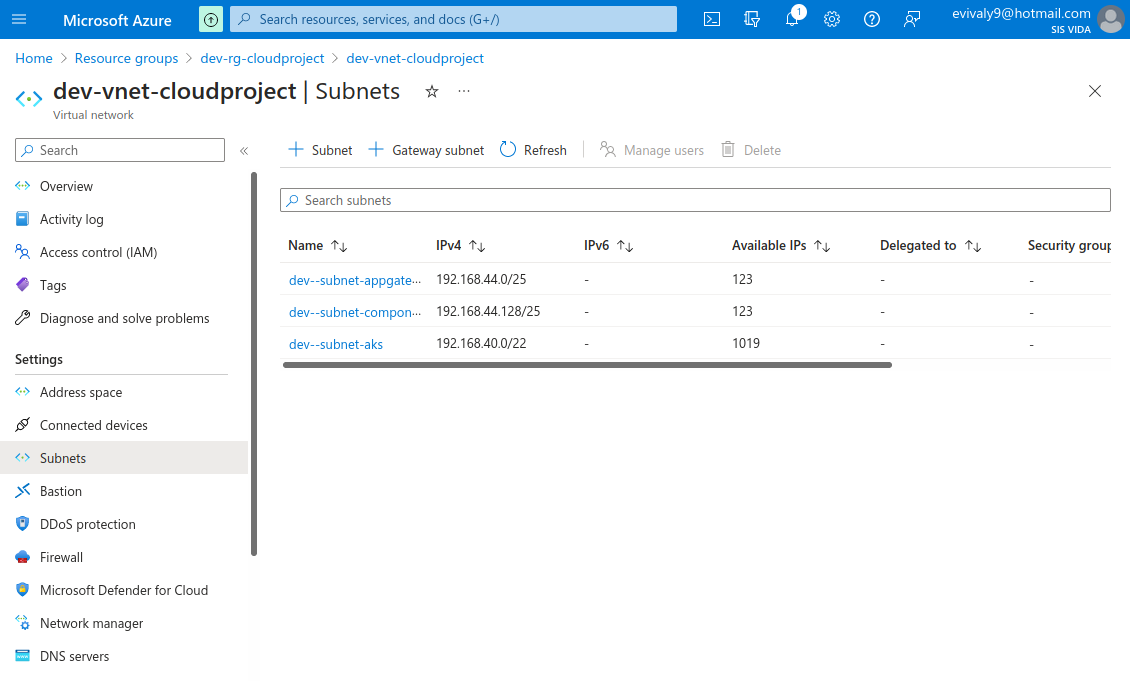 Microsoft Azure
Search resources, services, and docs (G+/)
1
evivaly9@hotmail.com
SIS VIDA
Home > Resource groups > dev-rg-cloudproject > dev-vnet-cloudproject
dev-vnet-cloudproject | Subnets
Virtual network
Search
Overview
Activity log
Access control (IAM)
Tags
Diagnose and solve problems
Settings
Address space
Connected devices
Subnets
Bastion
DDoS protection
Firewall
Microsoft Defender for Cloud
Network manager
DNS servers
Subnet Gateway subnet Refresh Manage users Delete
Search subnets
Name IPv4 IPv6 Available IPs Delegated to Security group
dev--subnet-appgate... 192.168.44.0/25 - 123 - -
dev--subnet-compon... 192.168.44.128/25 - 123 - -
dev--subnet-aks 192.168.40.0/22 - 1019 - -